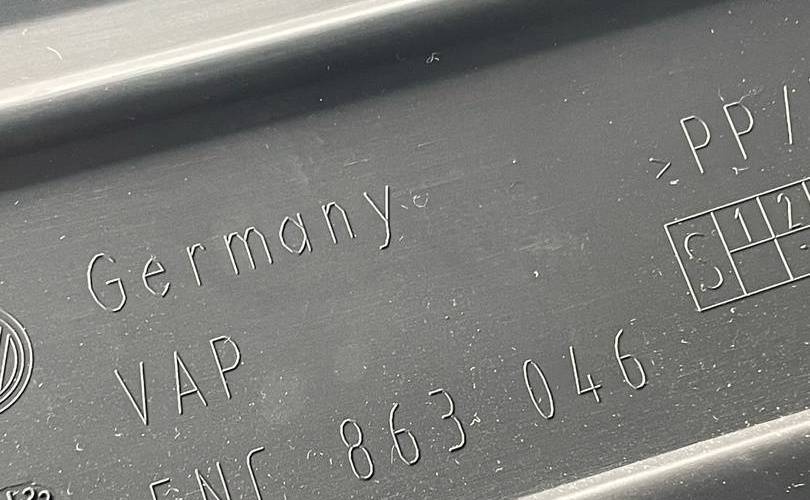 >PP/
Germany
S 1 2
VAP
863 046